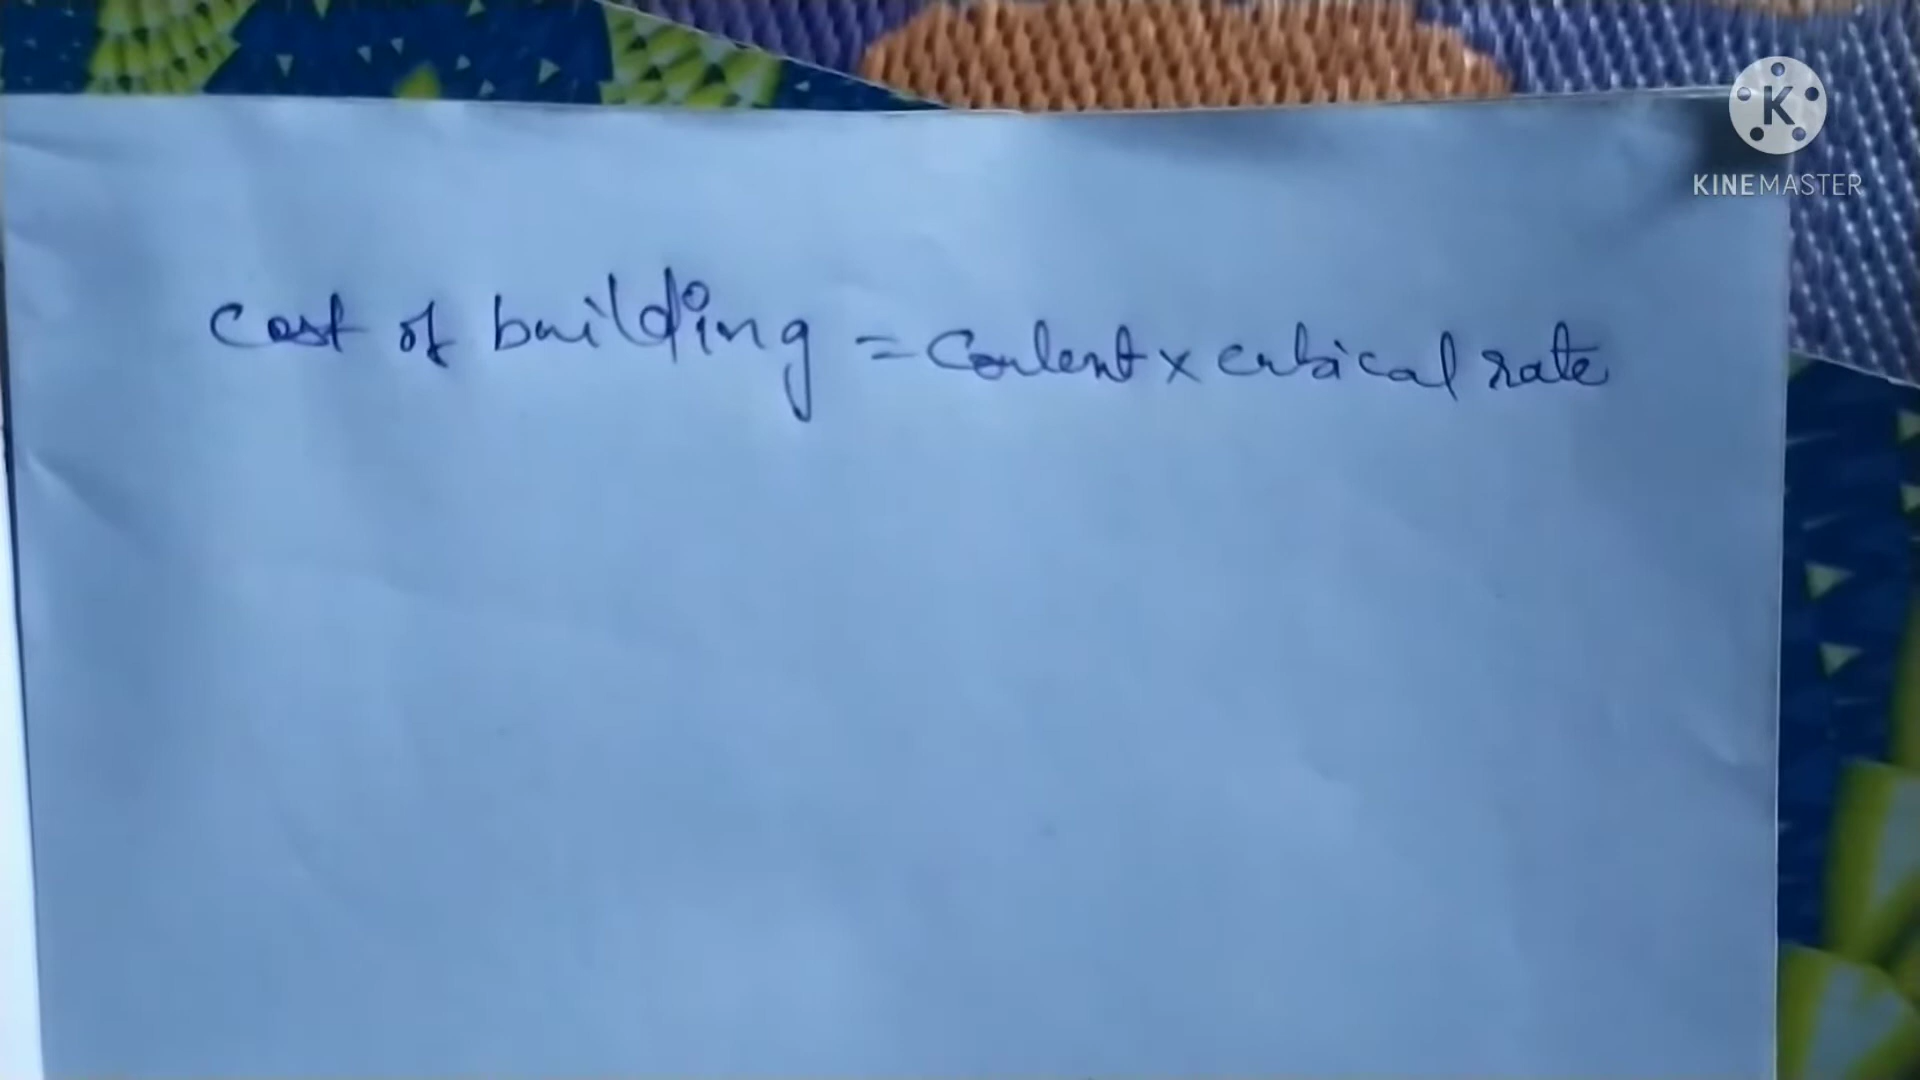 Cost of building = Content x cubical rate
KINEMASTER